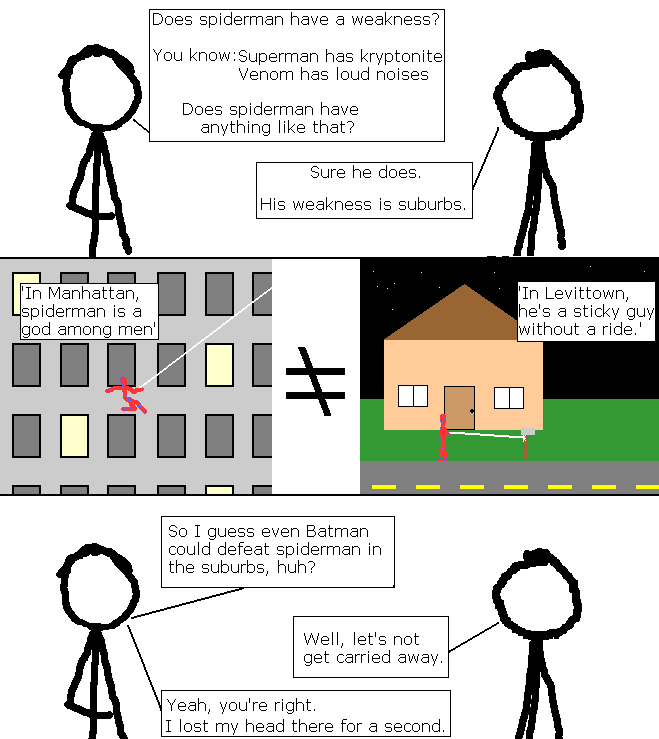 Does spiderman have a weakness?
You know: Superman has kryptonite
Venom has loud noises
Does spiderman have
anything like that?
Sure he does.
His weakness is suburbs.
'In Manhattan,
spiderman is a
god among men'
≠
'In Levittown,
he's a sticky guy
without a ride.'
So I guess even Batman
could defeat spiderman in
the suburbs, huh?
Well, let's not
get carried away.
Yeah, you're right.
I lost my head there for a second.